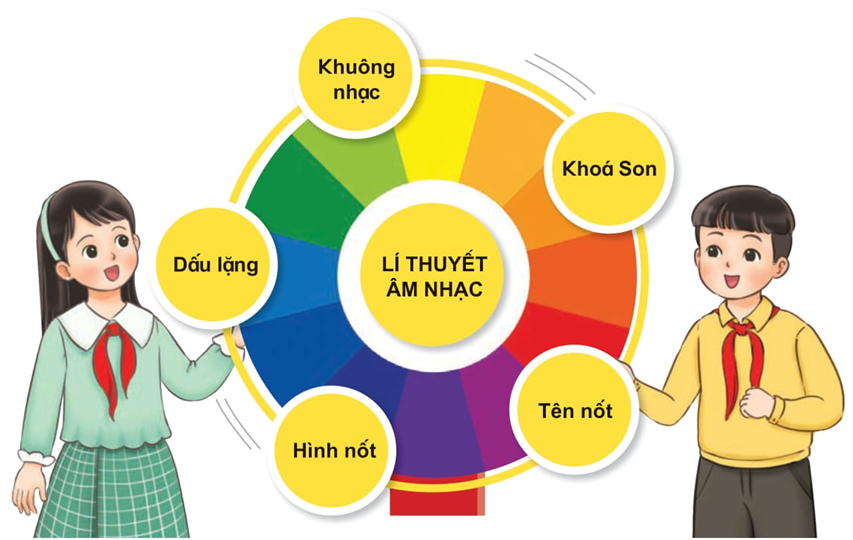 Khuông
nhạc
Khoá Son
Dấu lặng
LÍ THUYẾT
ÂM NHẠC
Tên nốt
Hình nốt